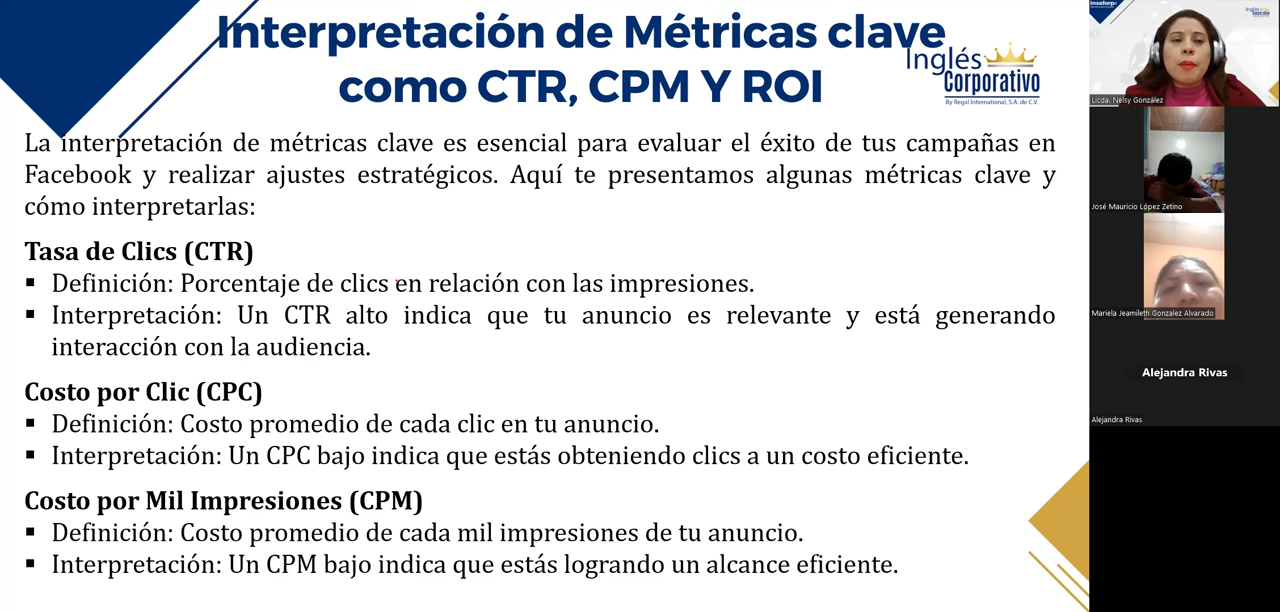 Interpretación de Métricas clave
como CTR, CPM Y ROI
Inglés
Corporativo
By Regal International, S.A. de C.V.
La interpretación de métricas clave es esencial para evaluar el éxito de tus campañas en
Facebook y realizar ajustes estratégicos. Aquí te presentamos algunas métricas clave y
cómo interpretarlas:
Tasa de Clics (CTR)
▪ Definición: Porcentaje de clics en relación con las impresiones.
▪ Interpretación: Un CTR alto indica que tu anuncio es relevante y está generando
interacción con la audiencia.
Costo por Clic (CPC)
▪ Definición: Costo promedio de cada clic en tu anuncio.
▪ Interpretación: Un CPC bajo indica que estás obteniendo clics a un costo eficiente.
Costo por Mil Impresiones (CPM)
▪ Definición: Costo promedio de cada mil impresiones de tu anuncio.
▪ Interpretación: Un CPM bajo indica que estás logrando un alcance eficiente.
Insaforp
Inglés
Corporativo
Licda. Nelsy González
José Mauricio López Zetino
Mariela Jeamileth Gonzalez Alvarado
Alejandra Rivas
Alejandra Rivas